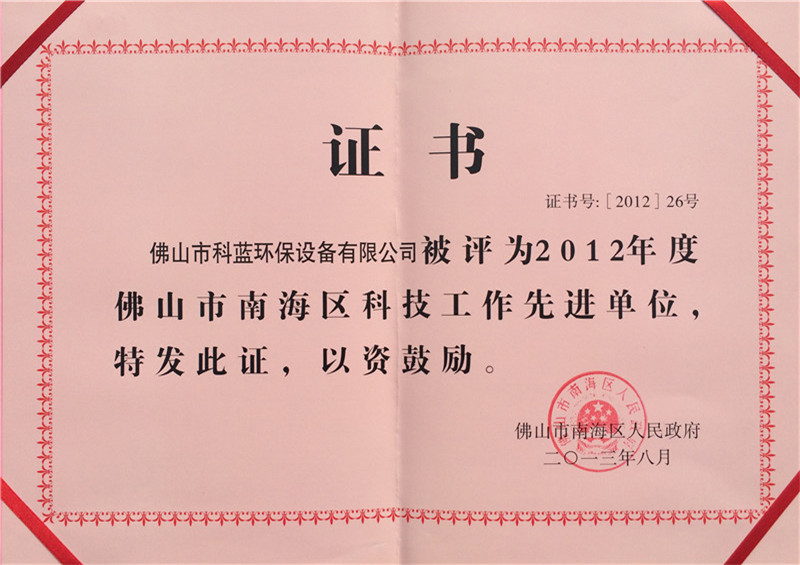 证书
证书号:［2012］26号
佛山市科蓝环保设备有限公司被评为2012年度
佛山市南海区科技工作先进单位，
特发此证，以资鼓励。
佛山市南海区人民政府
二〇一三年八月